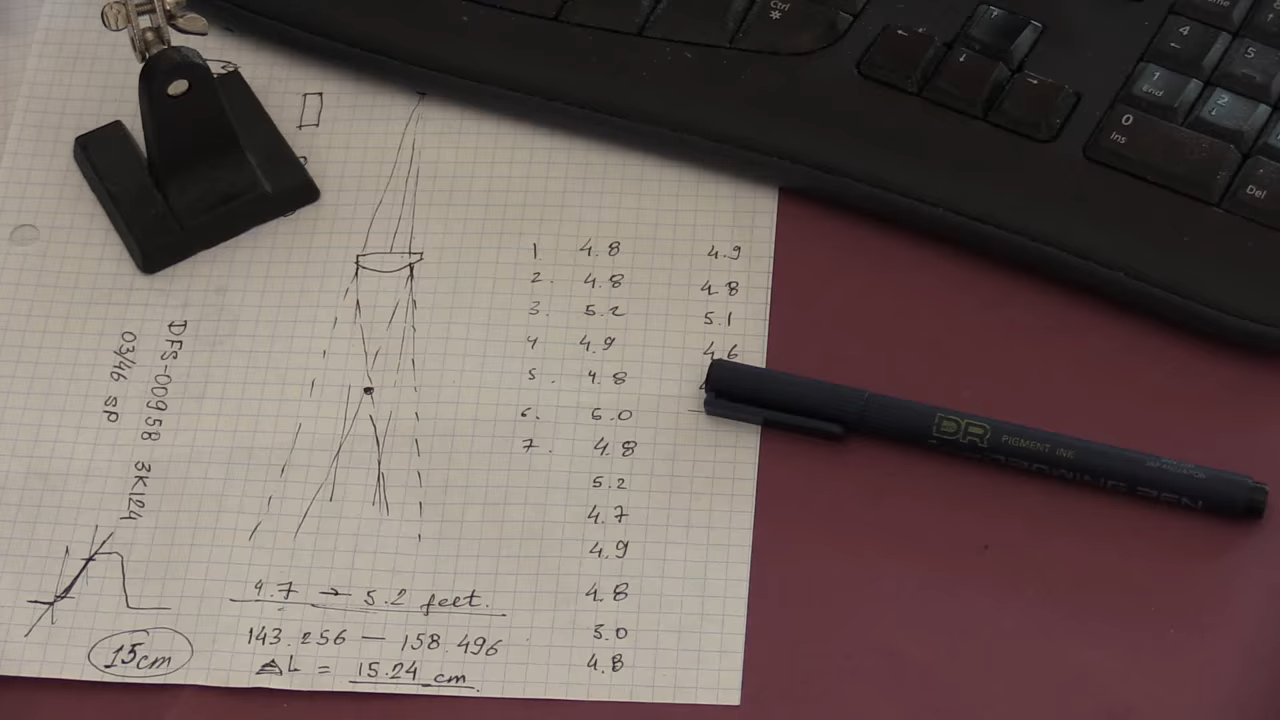 1 4.8 4.9
2. 4.8 4.8
3. 5.2 5.1
4 4.9 4.6
5. 4.8
6. 5.0
7. 4.8
5.2
4.7
4.9
4.8
5.0
4.8
4.7 → 5.2 feet.
143.256 — 158.496
ΔL = 15.24 cm.
15cm
DFS-00958 3K124
03/46 SP
DR PIGMENT INK
DRAWING PEN
Ctrl
*
←
↑
↓
→
4
←
5
1
End
2
↓
0
Ins
Del